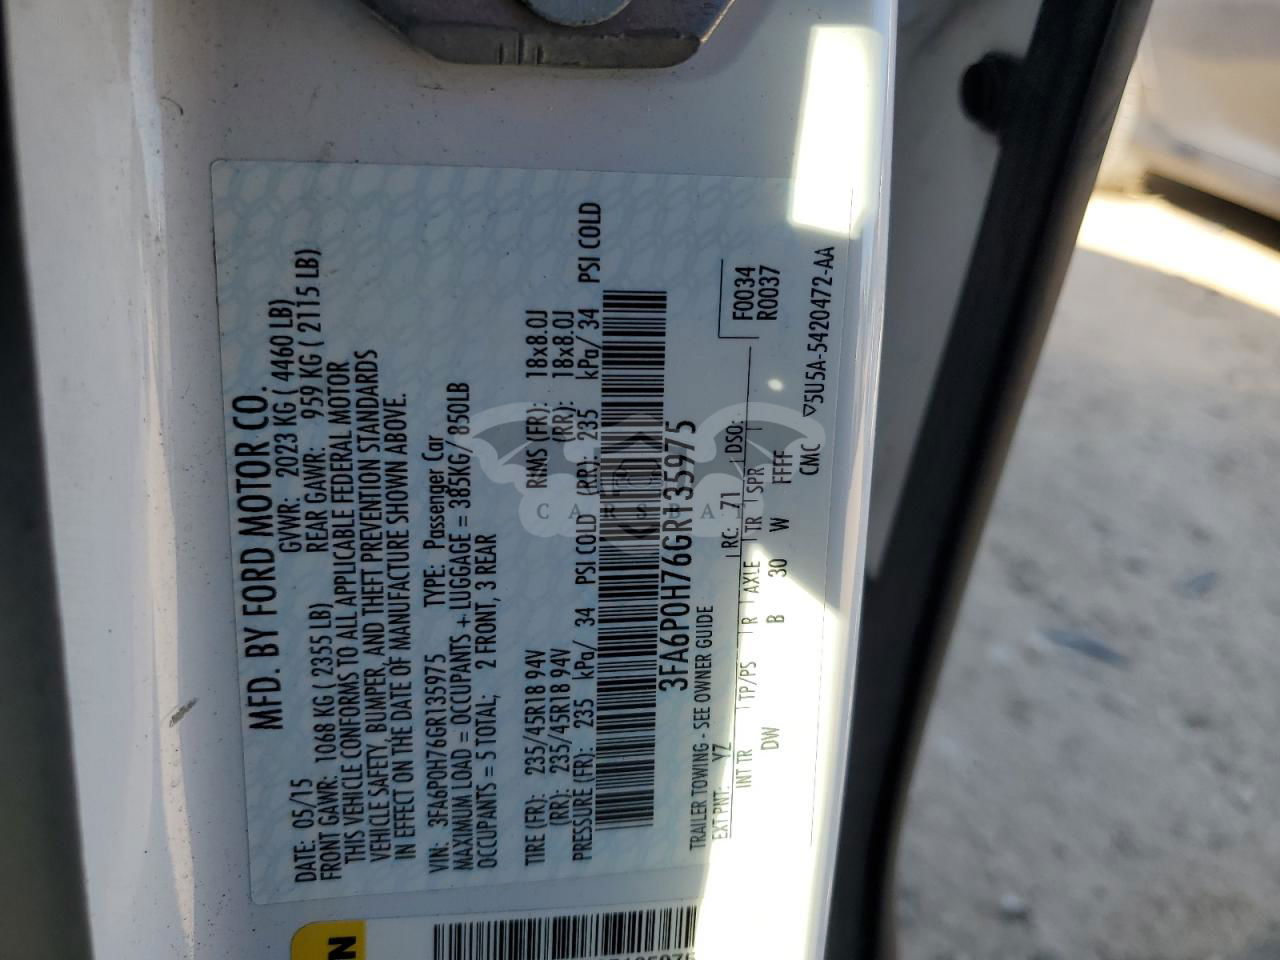 MFD. BY FORD MOTOR CO.
DATE: 05/15 GVWR: 2023 KG ( 4460 LB)
FRONT GAWR: 1068 KG ( 2355 LB) REAR GAWR: 959 KG ( 2115 LB)
THIS VEHICLE CONFORMS TO ALL APPLICABLE FEDERAL MOTOR
VEHICLE SAFETY, BUMPER, AND THEFT PREVENTION STANDARDS
IN EFFECT ON THE DATE OF MANUFACTURE SHOWN ABOVE.
VIN: 3FA6P0H76GR135975 TYPE: Passenger Car
MAXIMUM LOAD = OCCUPANTS + LUGGAGE = 385KG/ 850LB
OCCUPANTS = 5 TOTAL; 2 FRONT, 3 REAR
TIRE (FR): 235/45R18 94V RIMS (FR): 18x8.0J
(RR): 235/45R18 94V (RR): 18x8.0J
PRESSURE (FR): 235 kPa/ 34 PSI COLD (RR): 235 kPa/ 34 PSI COLD
3FA6P0H76GR135975
TRAILER TOWING - SEE OWNER GUIDE
F0034
R0037
EXT PNT: YZ RC: 71 DSO:
INT TR TP/PS R AXLE TR SPR
DW B 30 W FFFF
CMC ▽5U5A-5420472-AA
CARSBAT